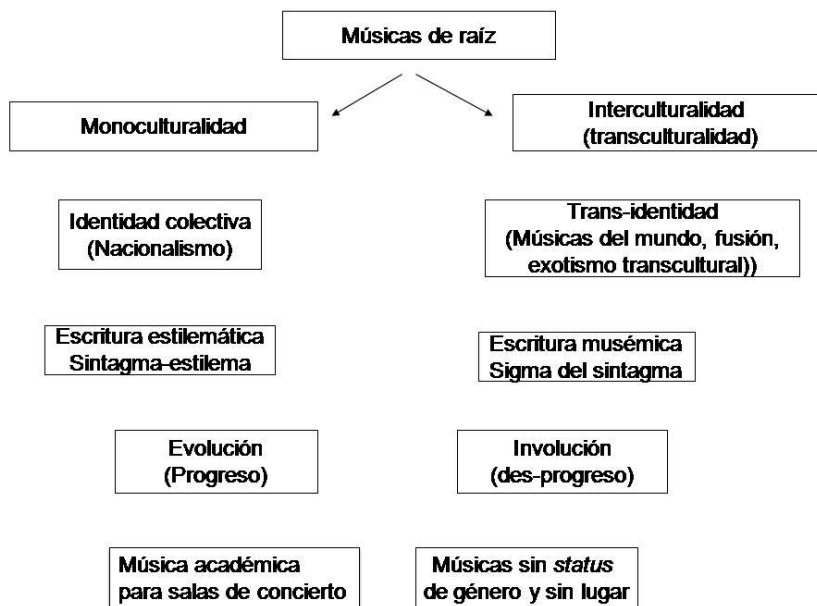 Músicas de raíz
Monoculturalidad
Interculturalidad
(transculturalidad)
Identidad colectiva
(Nacionalismo)
Trans-identidad
(Músicas del mundo, fusión,
exotismo transcultural))
Escritura estilemática
Sintagma-estilema
Escritura musémica
Sigma del sintagma
Evolución
(Progreso)
Involución
(des-progreso)
Música académica
para salas de concierto
Músicas sin status
de género y sin lugar